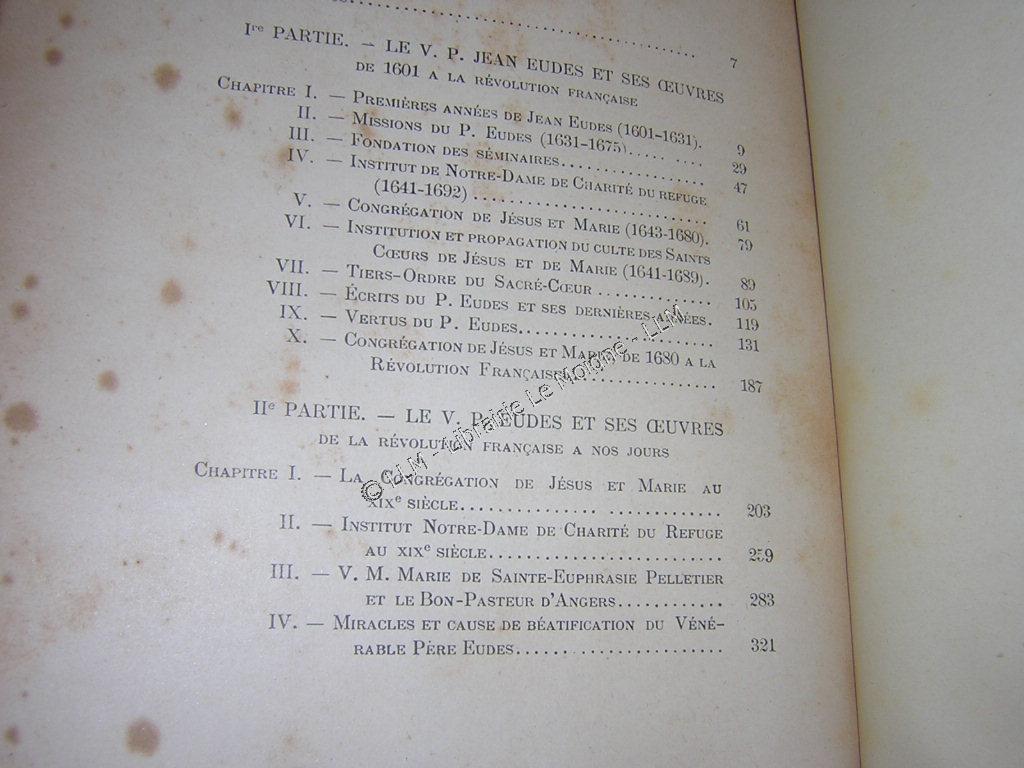 7
Ire PARTIE. — LE V. P. JEAN EUDES ET SES ŒUVRES
DE 1601 A LA RÉVOLUTION FRANÇAISE
CHAPITRE I. — PREMIÈRES ANNÉES DE JEAN EUDES (1601-1631). 9
II. — MISSIONS DU P. EUDES (1631-1675)..... ..... 29
III. — FONDATION DES SÉMINAIRES.................. 47
IV. — INSTITUT DE NOTRE-DAME DE CHARITÉ DU REFUGE
(1641-1692)............................. 61
V. — CONGRÉGATION DE JÉSUS ET MARIE (1643-1680). 79
VI. — INSTITUTION ET PROPAGATION DU CULTE DES SAINTS
CŒURS DE JÉSUS ET DE MARIE (1641-1689). 89
VII. — TIERS-ORDRE DU SACRÉ-CŒUR.............. 105
VIII. — ÉCRITS DU P. EUDES ET SES DERNIÈRES ANNÉES. 119
IX. — VERTUS DU P. EUDES........................ 131
X. — CONGRÉGATION DE JÉSUS ET MARIE DE 1680 A LA
RÉVOLUTION FRANÇAISE.................. 187
IIe PARTIE. — LE V. P. EUDES ET SES ŒUVRES
DE LA RÉVOLUTION FRANÇAISE A NOS JOURS
CHAPITRE I. — LA CONGRÉGATION DE JÉSUS ET MARIE AU
XIXe SIÈCLE................. .............. 203
II. — INSTITUT NOTRE-DAME DE CHARITÉ DU REFUGE
AU XIXe SIÈCLE............................. 259
III. — V. M. MARIE DE SAINTE-EUPHRASIE PELLETIER
ET LE BON-PASTEUR D'ANGERS............ 283
IV. — MIRACLES ET CAUSE DE BÉATIFICATION DU VÉNÉ-
RABLE PÈRE EUDES...... ................... 321
© LLM - Librairie Le Moigne - LLM